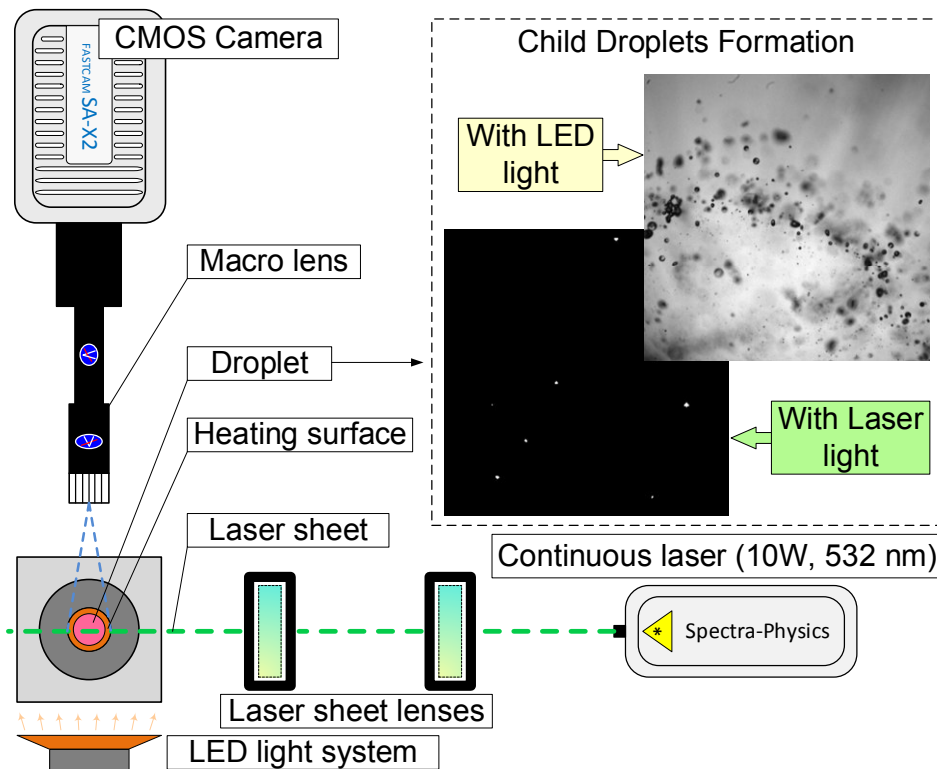 CMOS Camera
FASTCAM SA-X2
Child Droplets Formation
With LED
light
Macro lens
Droplet
Heating surface
With Laser
light
Laser sheet
Continuous laser (10W, 532 nm)
*
Spectra-Physics
Laser sheet lenses
LED light system